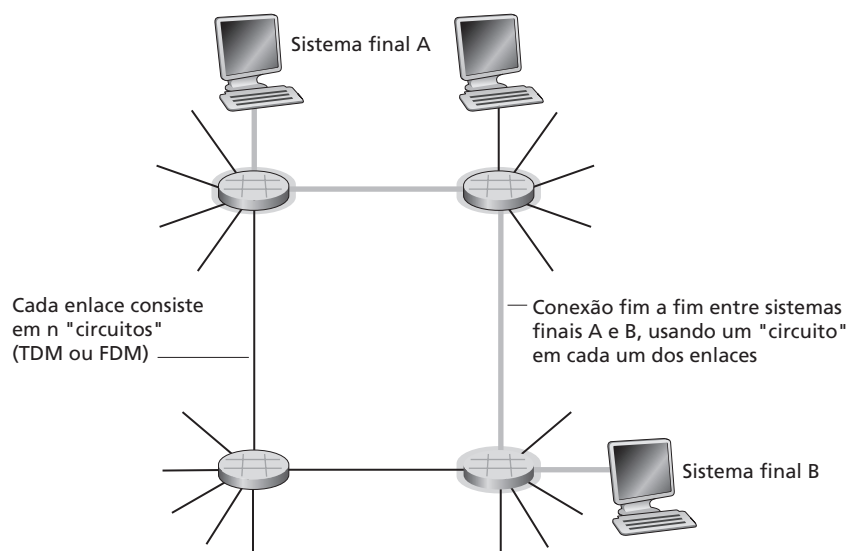 Sistema final A
Cada enlace consiste
em n "circuitos"
(TDM ou FDM)
Conexão fim a fim entre sistemas
finais A e B, usando um "circuito"
em cada um dos enlaces
Sistema final B